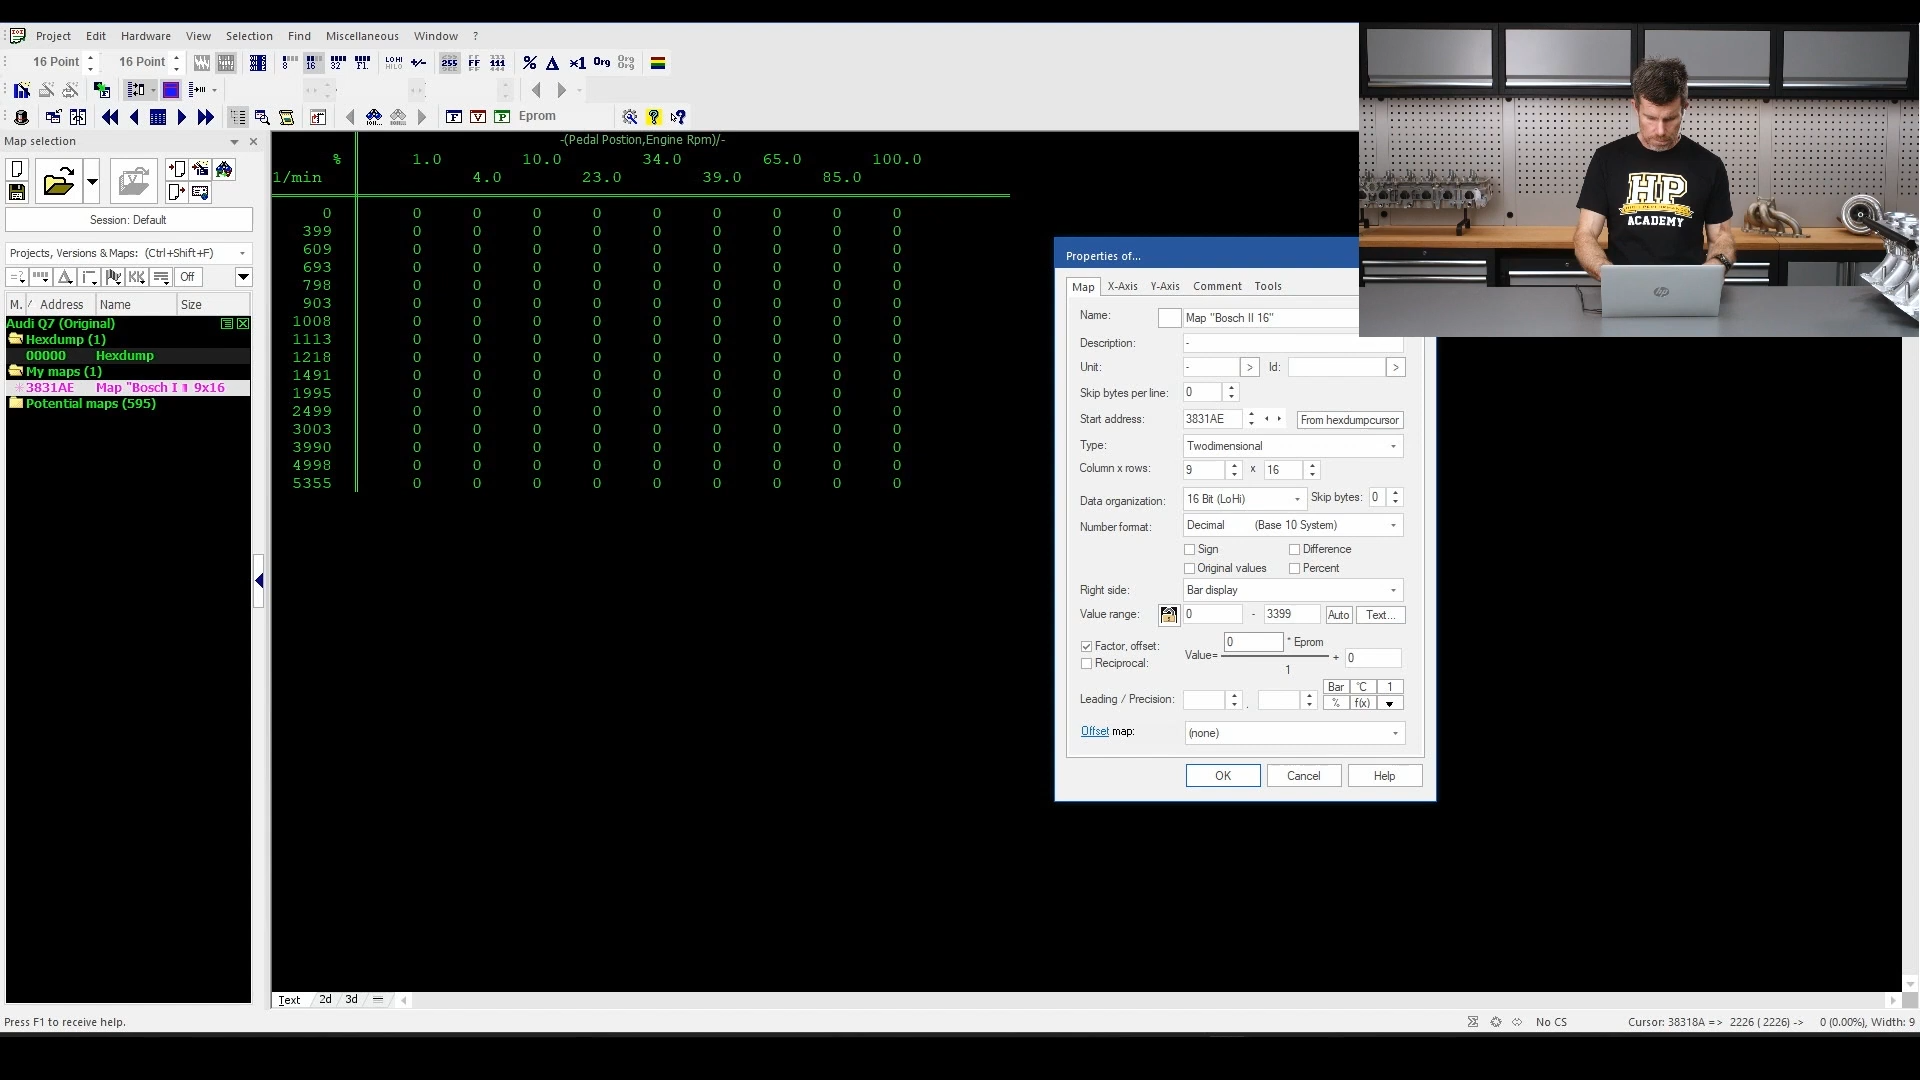 Project Edit Hardware View Selection Find Miscellaneous Window ?
16 Point 16 Point 8 16 32 Fl. LOHI HILO +/- 255 FF 111 % Δ ×1 Org Org
F V P Eprom
Map selection
Session: Default
Projects, Versions & Maps: (Ctrl+Shift+F)
Off
M. / Address Name Size
Audi Q7 (Original)
Hexdump (1)
00000 Hexdump
My maps (1)
3831AE Map "Bosch I 9x16
Potential maps (595)
-(Pedal Postion,Engine Rpm)/-
% 1.0 10.0 34.0 65.0 100.0
1/min 4.0 23.0 39.0 85.0
0 0 0 0 0 0 0 0 0 0
399 0 0 0 0 0 0 0 0 0
609 0 0 0 0 0 0 0 0 0
693 0 0 0 0 0 0 0 0 0
798 0 0 0 0 0 0 0 0 0
903 0 0 0 0 0 0 0 0 0
1008 0 0 0 0 0 0 0 0 0
1113 0 0 0 0 0 0 0 0 0
1218 0 0 0 0 0 0 0 0 0
1491 0 0 0 0 0 0 0 0 0
1995 0 0 0 0 0 0 0 0 0
2499 0 0 0 0 0 0 0 0 0
3003 0 0 0 0 0 0 0 0 0
3990 0 0 0 0 0 0 0 0 0
4998 0 0 0 0 0 0 0 0 0
5355 0 0 0 0 0 0 0 0 0
Properties of...
Map X-Axis Y-Axis Comment Tools
Name: Map "Bosch II 16"
Description: -
Unit: - > Id: >
Skip bytes per line: 0
Start address: 3831AE From hexdumpcursor
Type: Twodimensional
Column x rows: 9 x 16
Data organization: 16 Bit (LoHi) Skip bytes: 0
Number format: Decimal (Base 10 System)
Sign Difference
Original values Percent
Right side: Bar display
Value range: 0 - 3399 Auto Text...
Factor, offset: 0 * Eprom
Value= + 0
Reciprocal: 1
Bar °C 1
Leading / Precision: .
% f(x)
Offset map: (none)
OK Cancel Help
HP
ACADEMY
hp
Text 2d 3d
Press F1 to receive help.
No CS Cursor: 38318A => 2226 ( 2226) -> 0 (0.00%), Width: 9